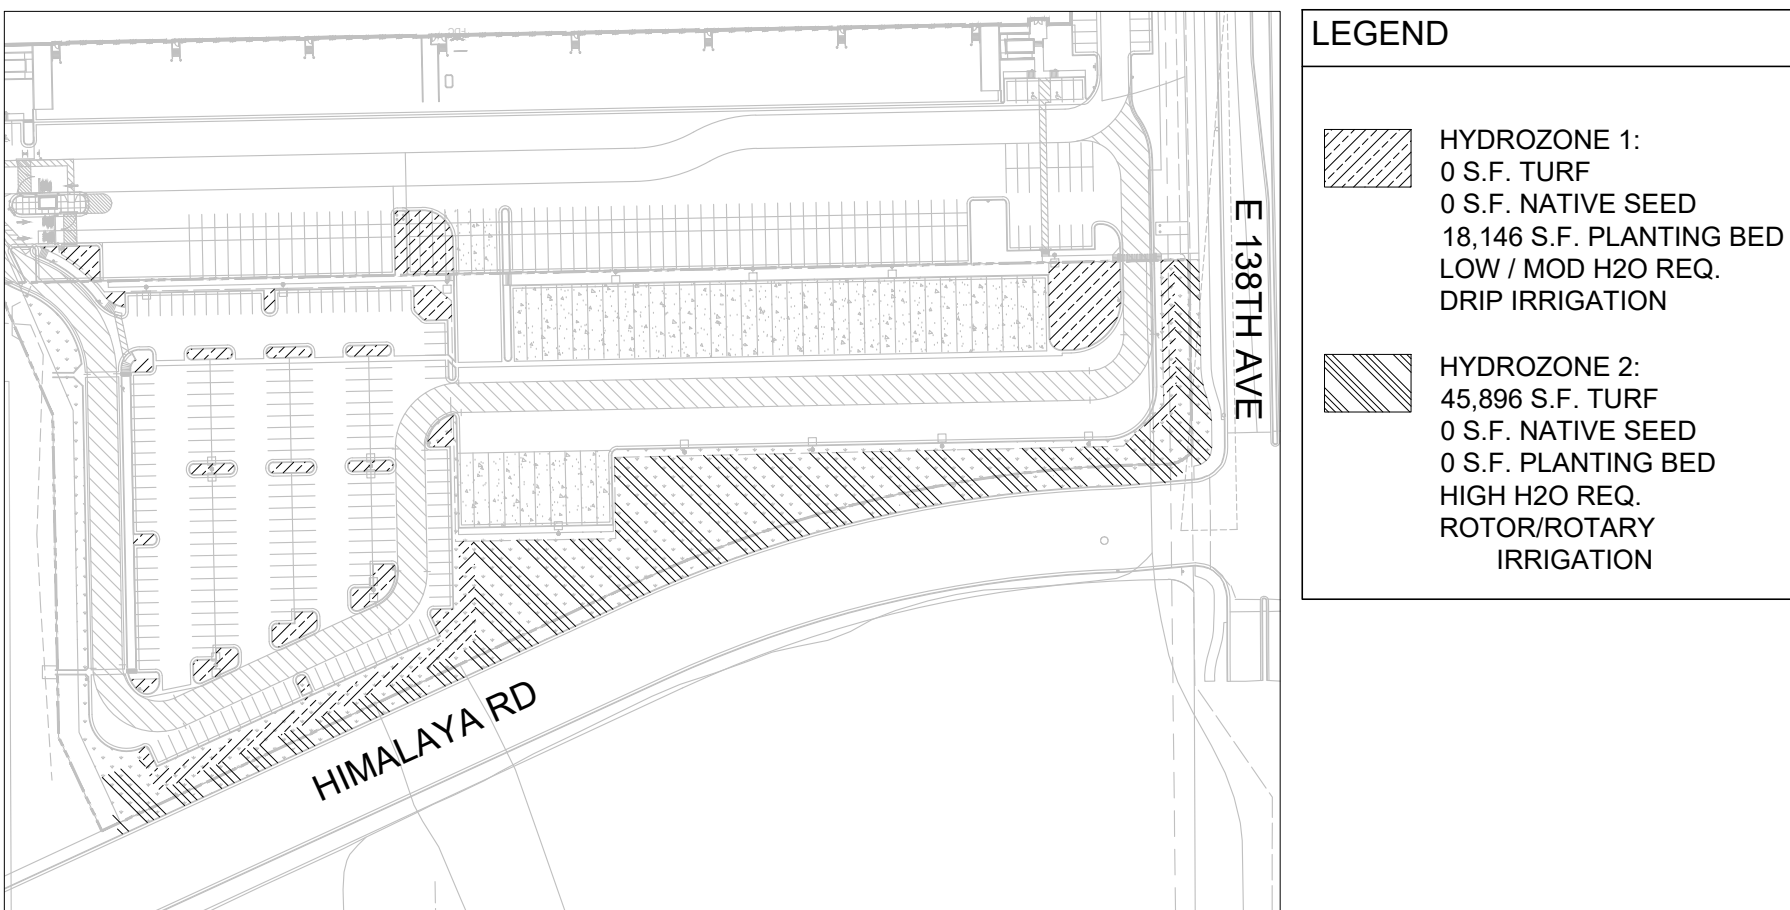 LEGEND
HYDROZONE 1:
0 S.F. TURF
0 S.F. NATIVE SEED
18,146 S.F. PLANTING BED
LOW / MOD H2O REQ.
DRIP IRRIGATION
HYDROZONE 2:
45,896 S.F. TURF
0 S.F. NATIVE SEED
0 S.F. PLANTING BED
HIGH H2O REQ.
ROTOR/ROTARY
IRRIGATION
E 138TH AVE
HIMALAYA RD